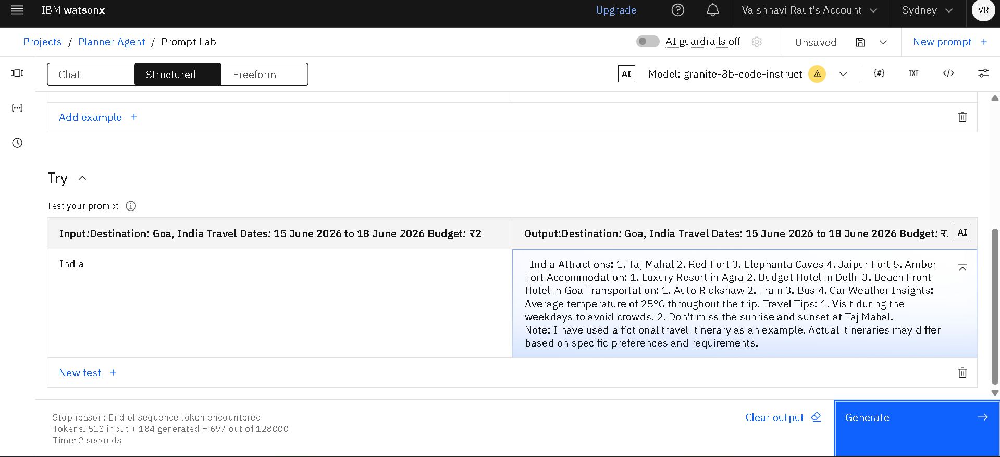 IBM watsonx
Upgrade
Vaishnavi Raut's Account
Sydney
VR
Projects / Planner Agent / Prompt Lab
AI guardrails off
Unsaved
New prompt +
Chat
Structured
Freeform
AI
Model: granite-8b-code-instruct
{#}
TXT
</>
Add example +
Try
Test your prompt
Input:Destination: Goa, India Travel Dates: 15 June 2026 to 18 June 2026 Budget: ₹2
Output:Destination: Goa, India Travel Dates: 15 June 2026 to 18 June 2026 Budget: ₹
AI
India
India Attractions: 1. Taj Mahal 2. Red Fort 3. Elephanta Caves 4. Jaipur Fort 5. Amber
Fort Accommodation: 1. Luxury Resort in Agra 2. Budget Hotel in Delhi 3. Beach Front
Hotel in Goa Transportation: 1. Auto Rickshaw 2. Train 3. Bus 4. Car Weather Insights:
Average temperature of 25°C throughout the trip. Travel Tips: 1. Visit during the
weekdays to avoid crowds. 2. Don't miss the sunrise and sunset at Taj Mahal.
Note: I have used a fictional travel itinerary as an example. Actual itineraries may differ
based on specific preferences and requirements.
New test +
Stop reason: End of sequence token encountered
Tokens: 513 input + 184 generated = 697 out of 128000
Time: 2 seconds
Clear output
Generate